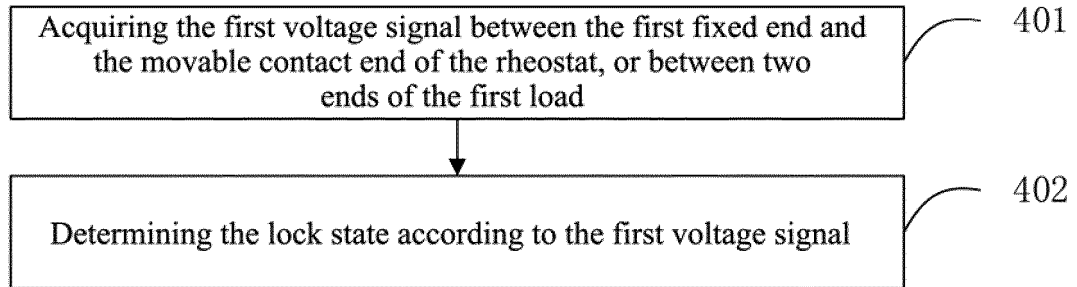 Acquiring the first voltage signal between the first fixed end and
the movable contact end of the rheostat, or between two
ends of the first load
401
Determining the lock state according to the first voltage signal
402